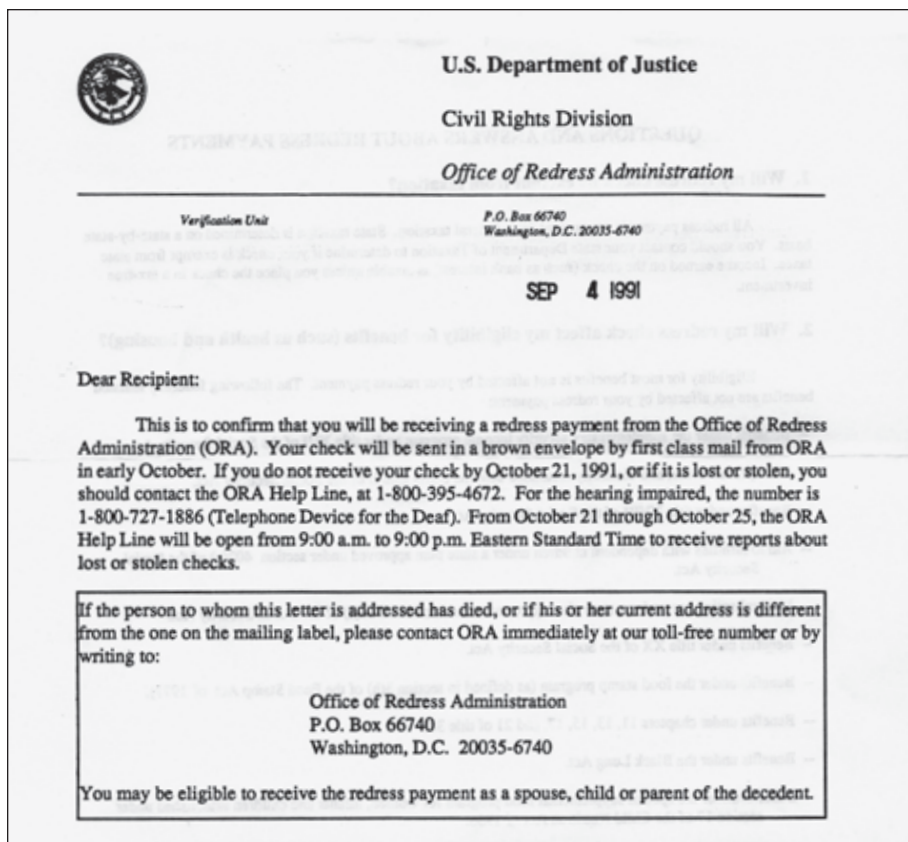 U.S. Department of Justice
Civil Rights Division
Office of Redress Administration
Verification Unit
P.O. Box 66740
Washington, D.C. 20035-6740
SEP 4 1991
Dear Recipient:
This is to confirm that you will be receiving a redress payment from the Office of Redress
Administration (ORA). Your check will be sent in a brown envelope by first class mail from ORA
in early October. If you do not receive your check by October 21, 1991, or if it is lost or stolen, you
should contact the ORA Help Line, at 1-800-395-4672. For the hearing impaired, the number is
1-800-727-1886 (Telephone Device for the Deaf). From October 21 through October 25, the ORA
Help Line will be open from 9:00 a.m. to 9:00 p.m. Eastern Standard Time to receive reports about
lost or stolen checks.
If the person to whom this letter is addressed has died, or if his or her current address is different
from the one on the mailing label, please contact ORA immediately at our toll-free number or by
writing to:
Office of Redress Administration
P.O. Box 66740
Washington, D.C. 20035-6740
You may be eligible to receive the redress payment as a spouse, child or parent of the decedent.